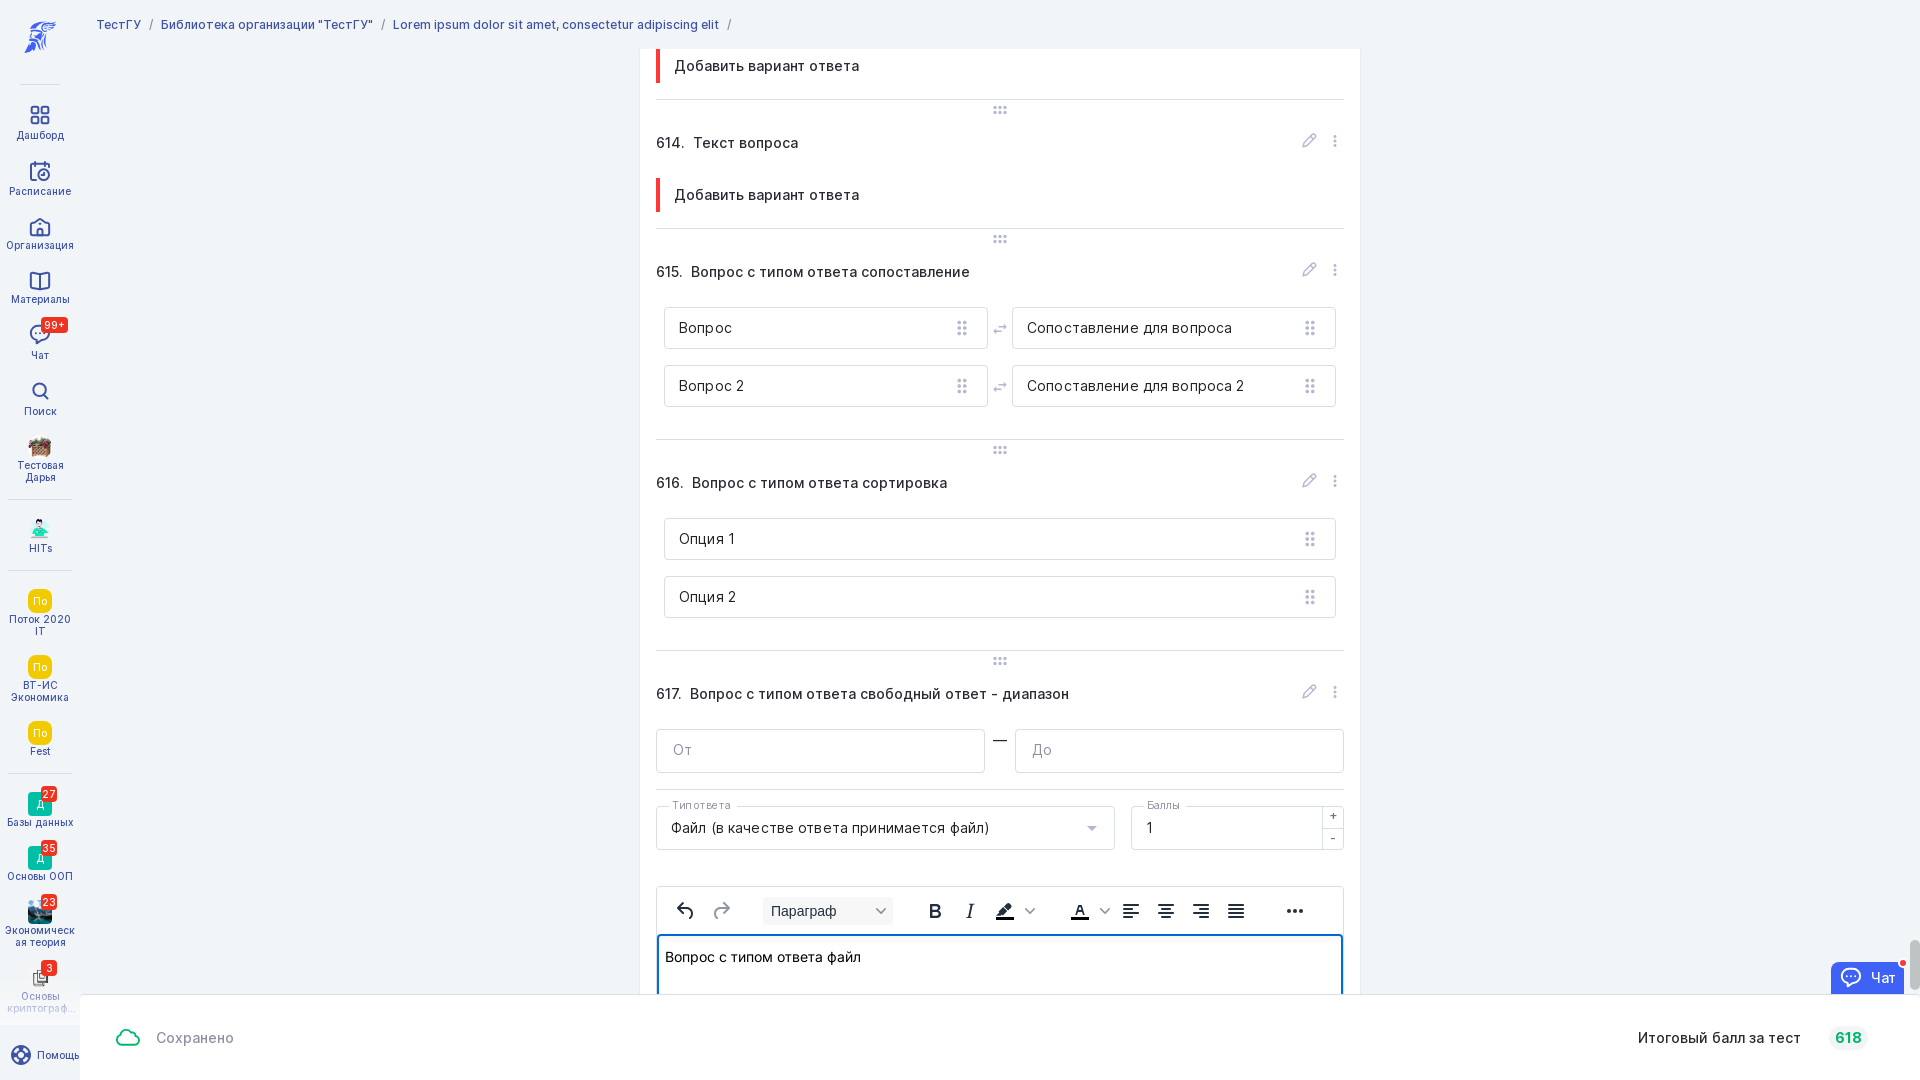 ТестГУ / Библиотека организации "ТестГУ" / Lorem ipsum dolor sit amet, consectetur adipiscing elit /
Дашборд
Расписание
Организация
Материалы
99+
Чат
Поиск
Тестовая
Дарья
HITs
По
Поток 2020
IT
По
ВТ-ИС
Экономика
По
Fest
27
Д
Базы данных
35
Д
Основы ООП
23
Экономическ
ая теория
3
Основы
криптограф...
Помощь
Добавить вариант ответа
614. Текст вопроса
Добавить вариант ответа
615. Вопрос с типом ответа сопоставление
Вопрос
Сопоставление для вопроса
Вопрос 2
Сопоставление для вопроса 2
616. Вопрос с типом ответа сортировка
Опция 1
Опция 2
617. Вопрос с типом ответа свободный ответ - диапазон
От
—
До
Тип ответа
Файл (в качестве ответа принимается файл)
Баллы
1
+
-
Параграф
B
I
A
Вопрос с типом ответа файл
Чат
Сохранено
Итоговый балл за тест 618